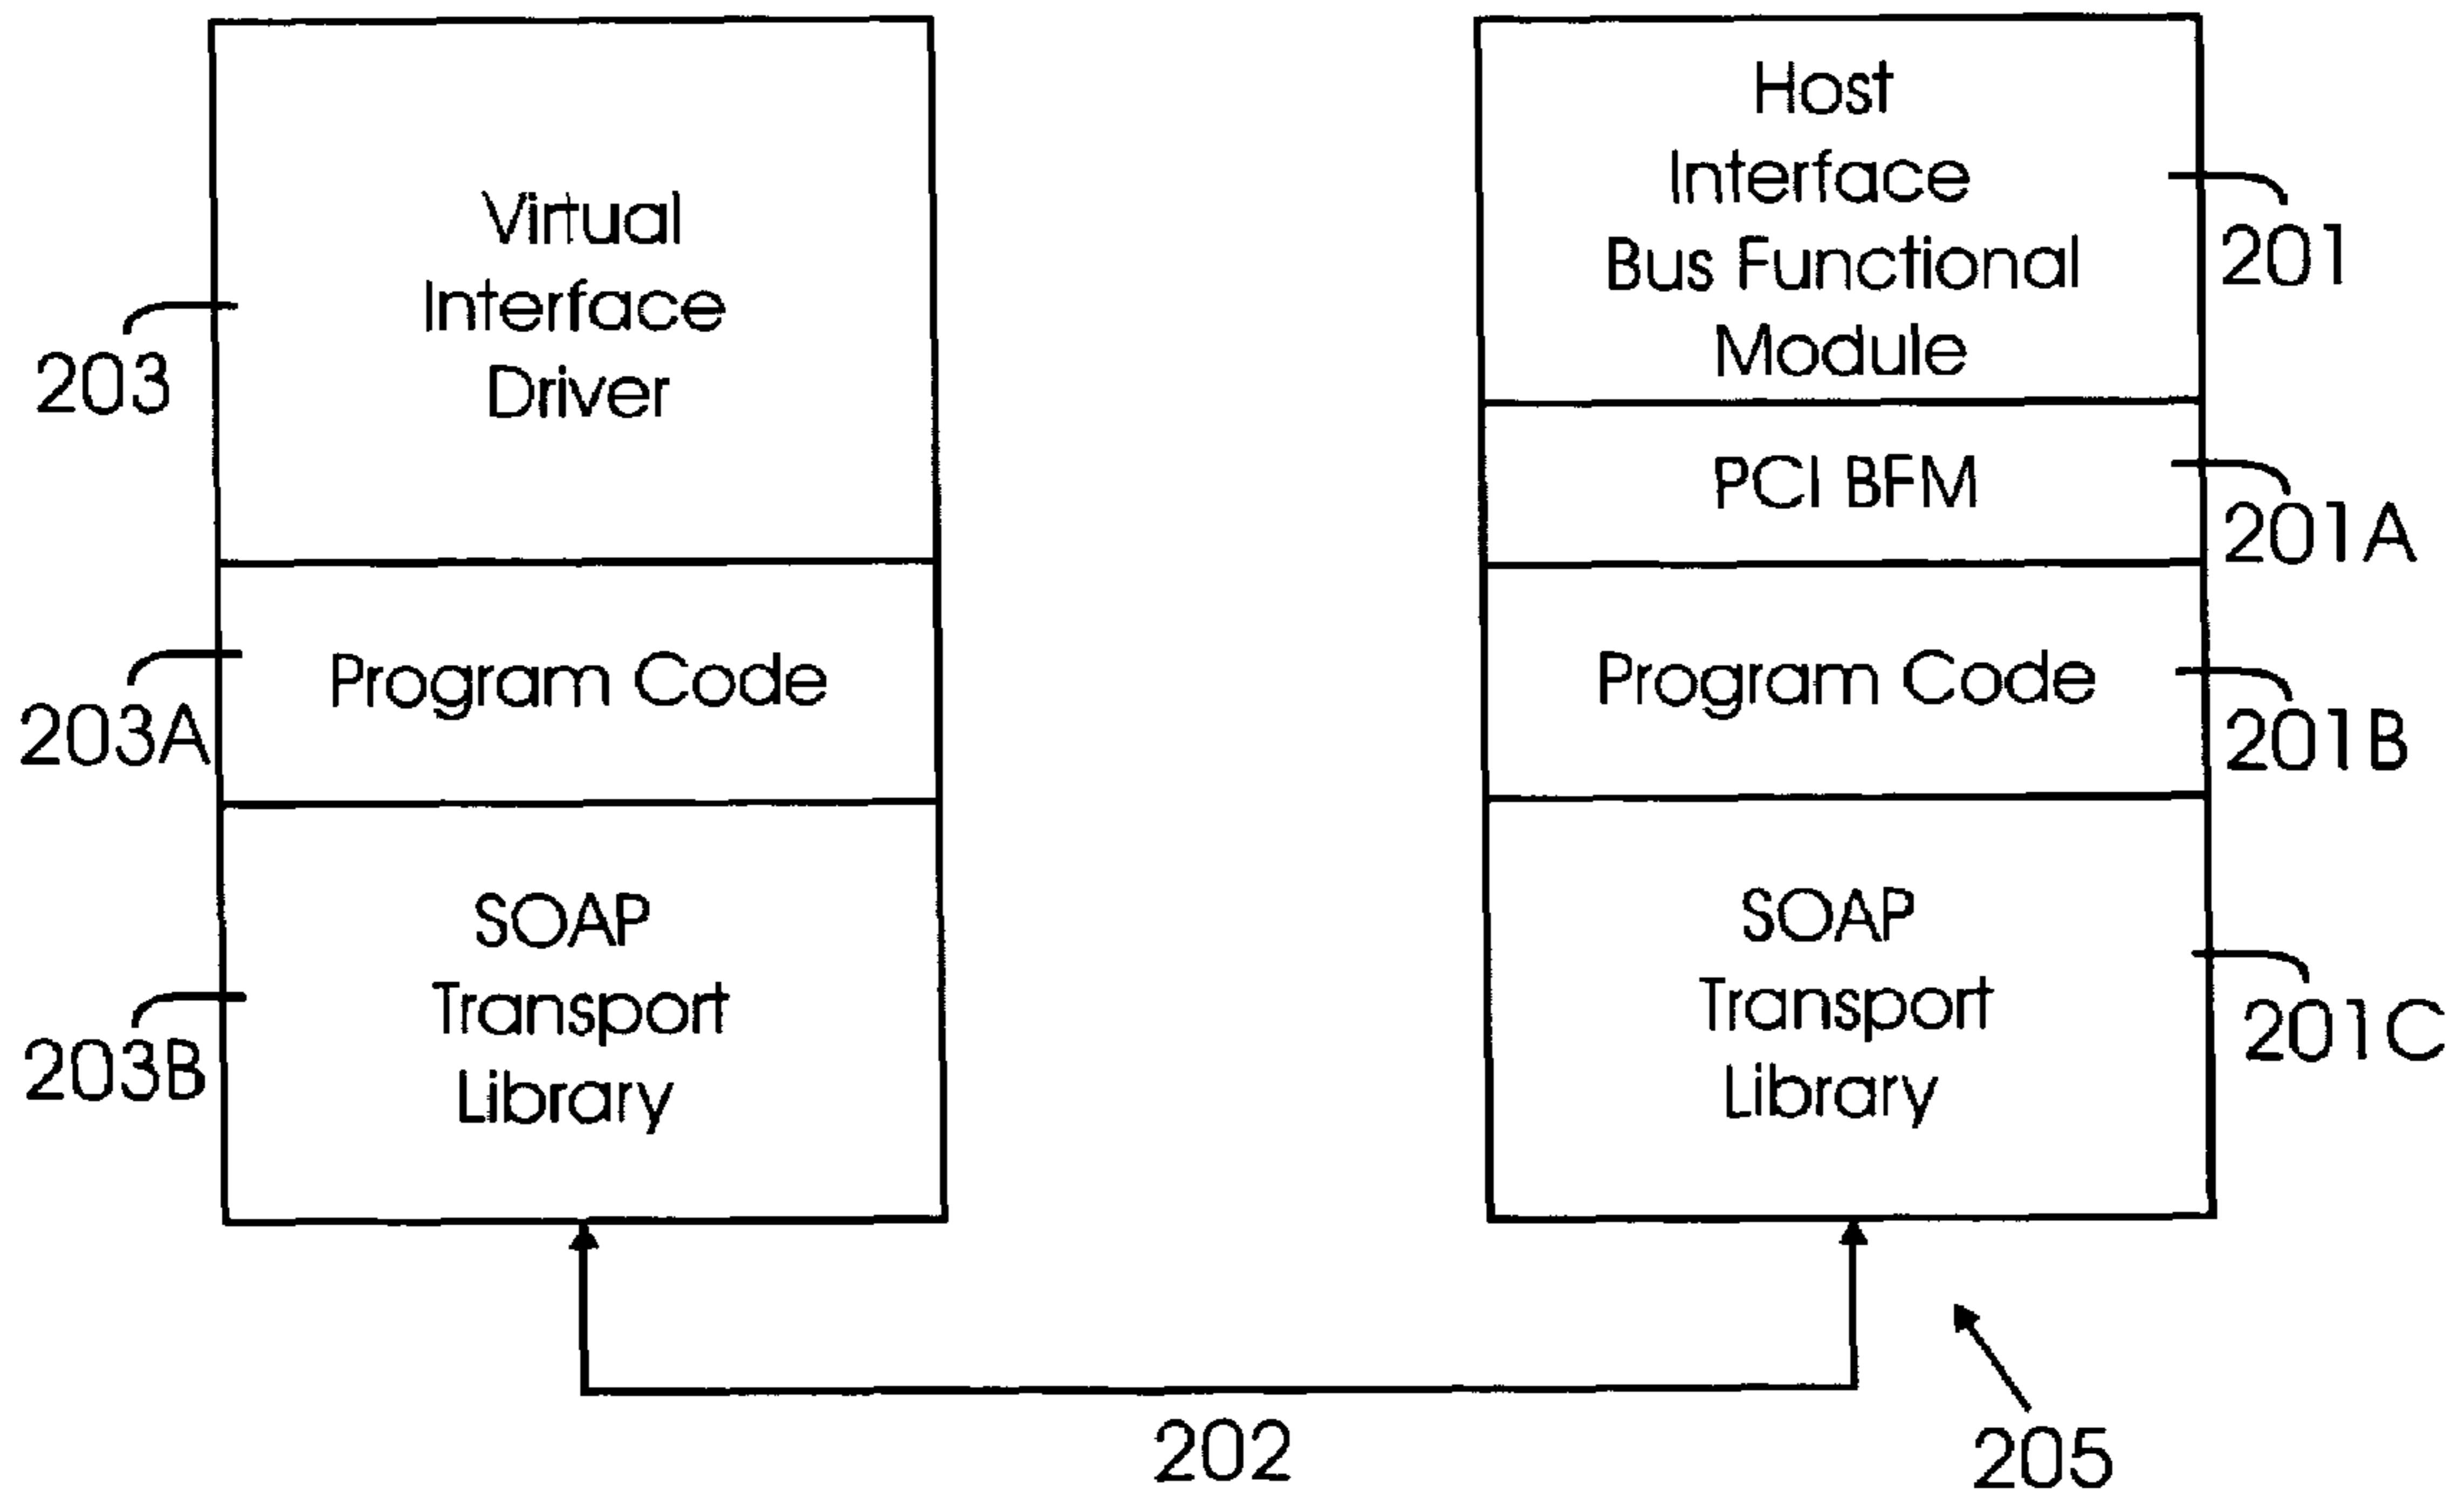 Virtual
Interface
Driver
203
Program Code
203A
SOAP
Transport
Library
203B
Host
Interface
Bus Functional
Module
201
PCI BFM
201A
Program Code
201B
SOAP
Transport
Library
201C
202
205